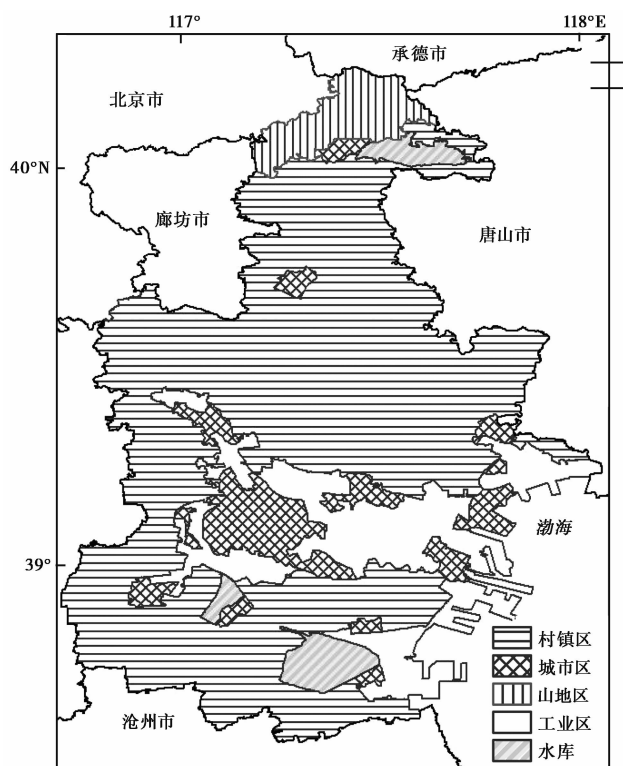 117°
118°E
承德市
北京市
40°N
廊坊市
唐山市
渤海
39°
村镇区
城市区
山地区
工业区
水库
沧州市